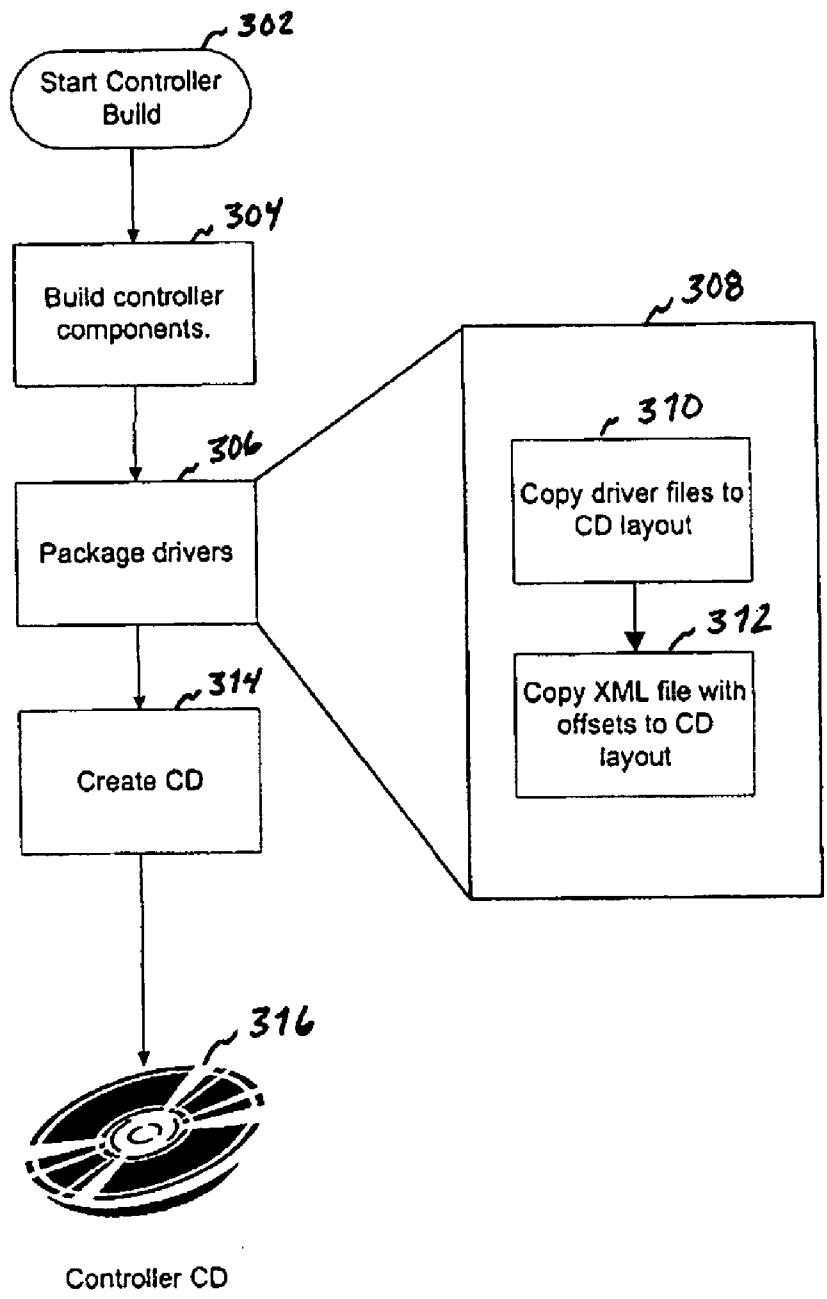 302
Start Controller
Build
304
Build controller
components.
306
Package drivers
308
310
Copy driver files to
CD layout
312
Copy XML file with
offsets to CD
layout
314
Create CD
316
Controller CD